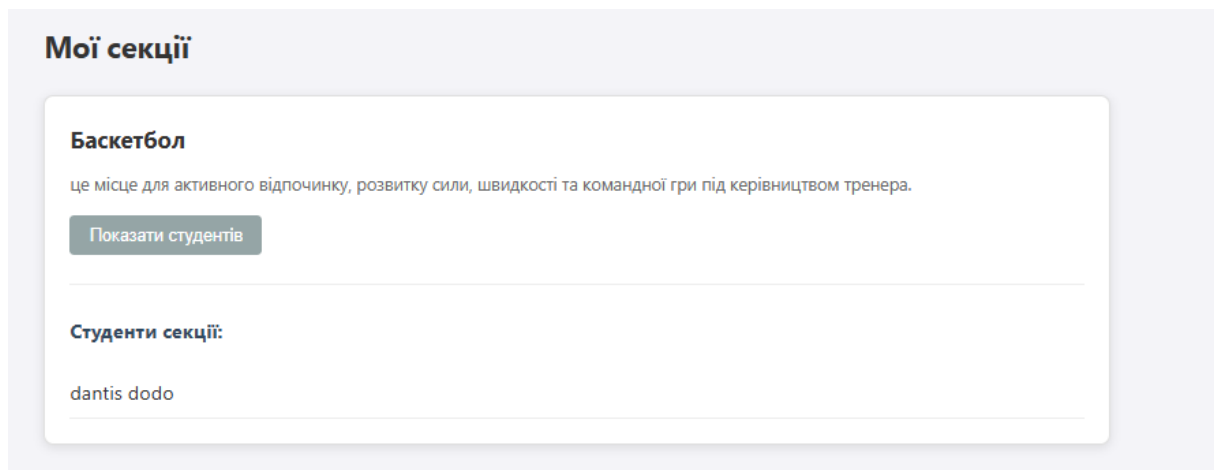 Мої секції
Баскетбол
це місце для активного відпочинку, розвитку сили, швидкості та командної гри під керівництвом тренера.
Показати студентів
Студенти секції:
dantis dodo